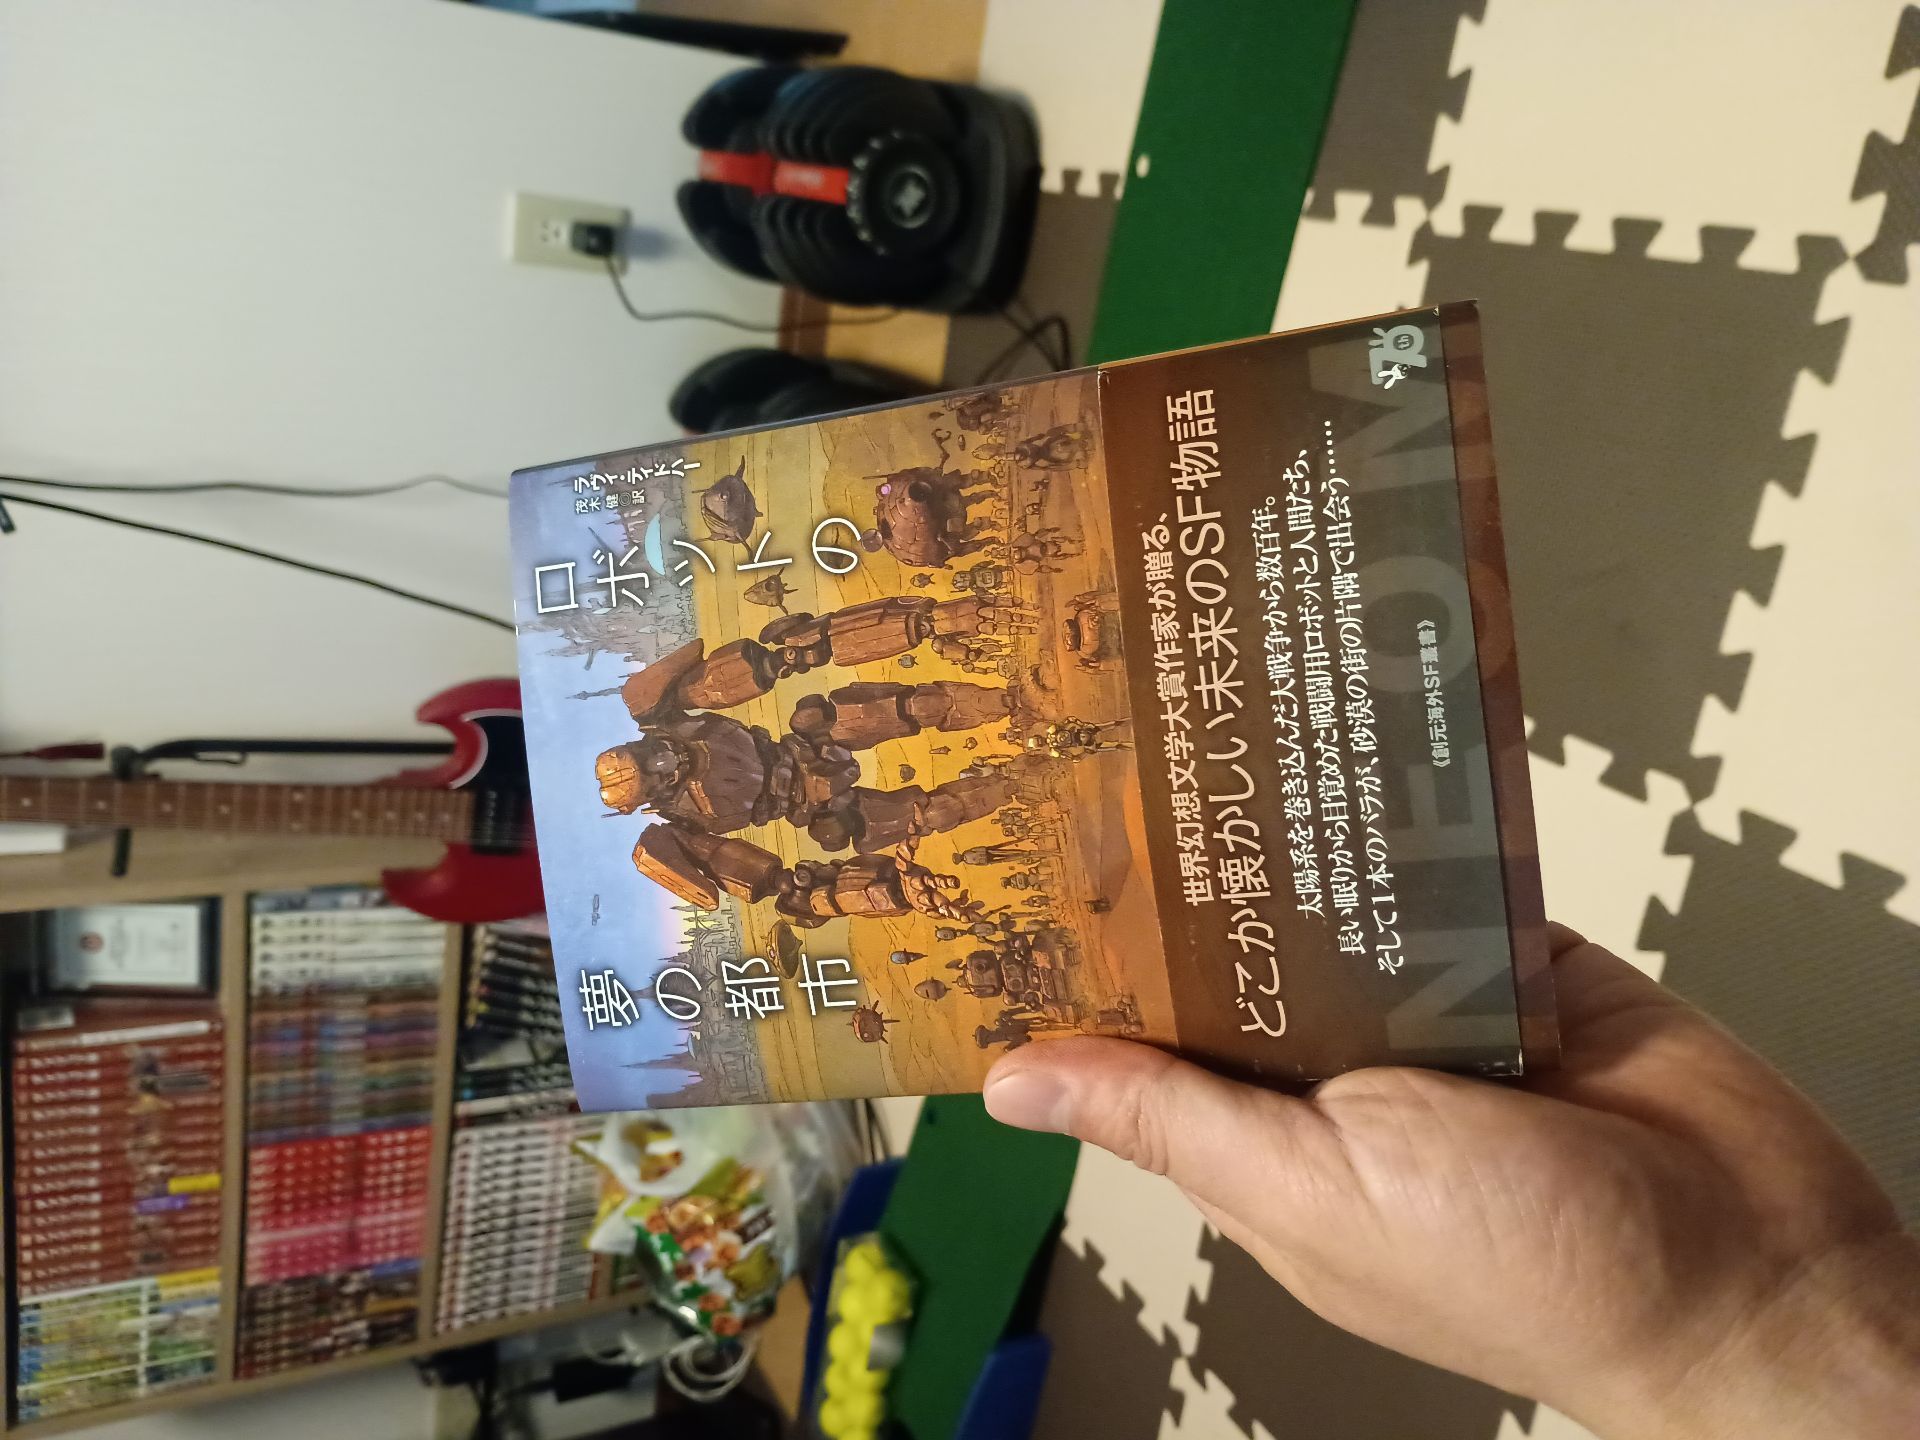 ロボットの
夢の都市
ラヴィ・ティドハー
茂木 健◎訳
世界幻想文学大賞作家が贈る、
どこか懐かしい未来のSF物語
太陽系を巻き込んだ大戦争から数百年。
長い眠りから目覚めた戦闘用ロボットと人間たち、
そして1本のバラが、砂漠の街の片隅で出会う……
《創元海外SF叢書》
NEOM
70th